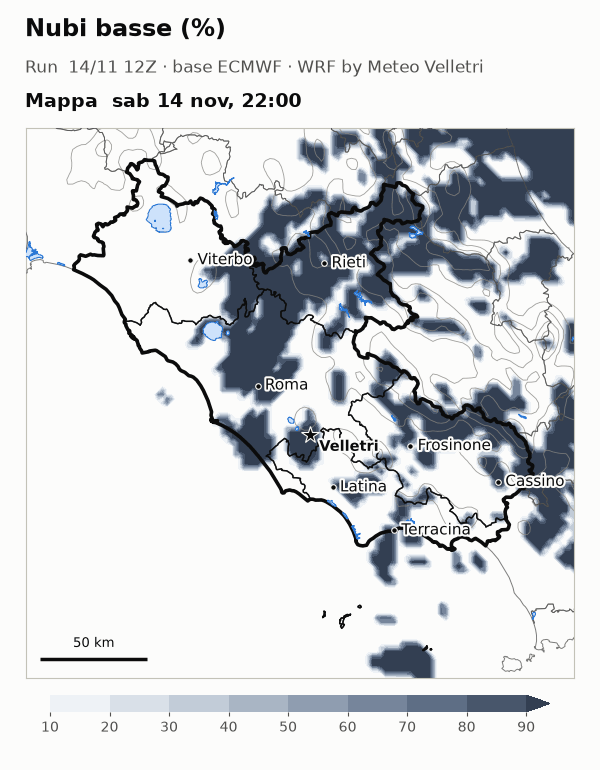 Nubi basse (%)
Run  14/11 12Z · base ECMWF · WRF by Meteo Velletri
Mappa  sab 14 nov, 22:00
Viterbo
Rieti
Roma
Velletri
Frosinone
Cassino
Latina
Terracina
50 km
10 20 30 40 50 60 70 80 90